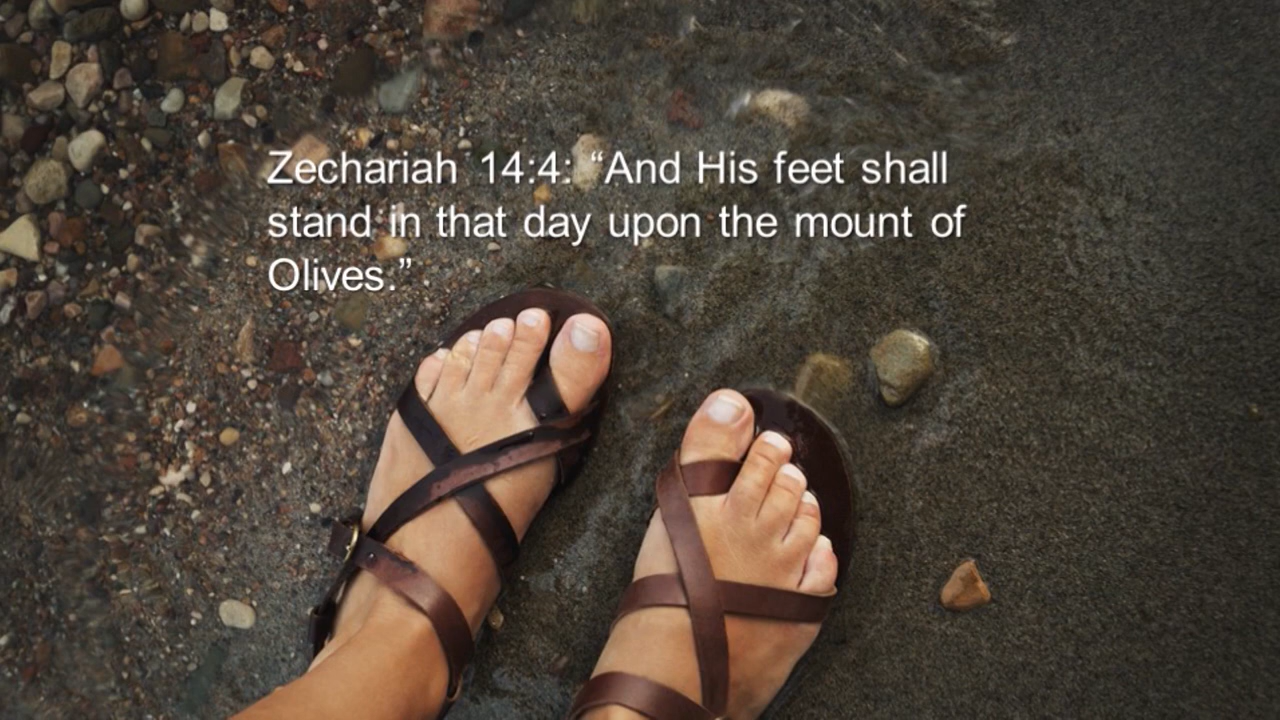 Zechariah 14:4: “And His feet shall
stand in that day upon the mount of
Olives.”